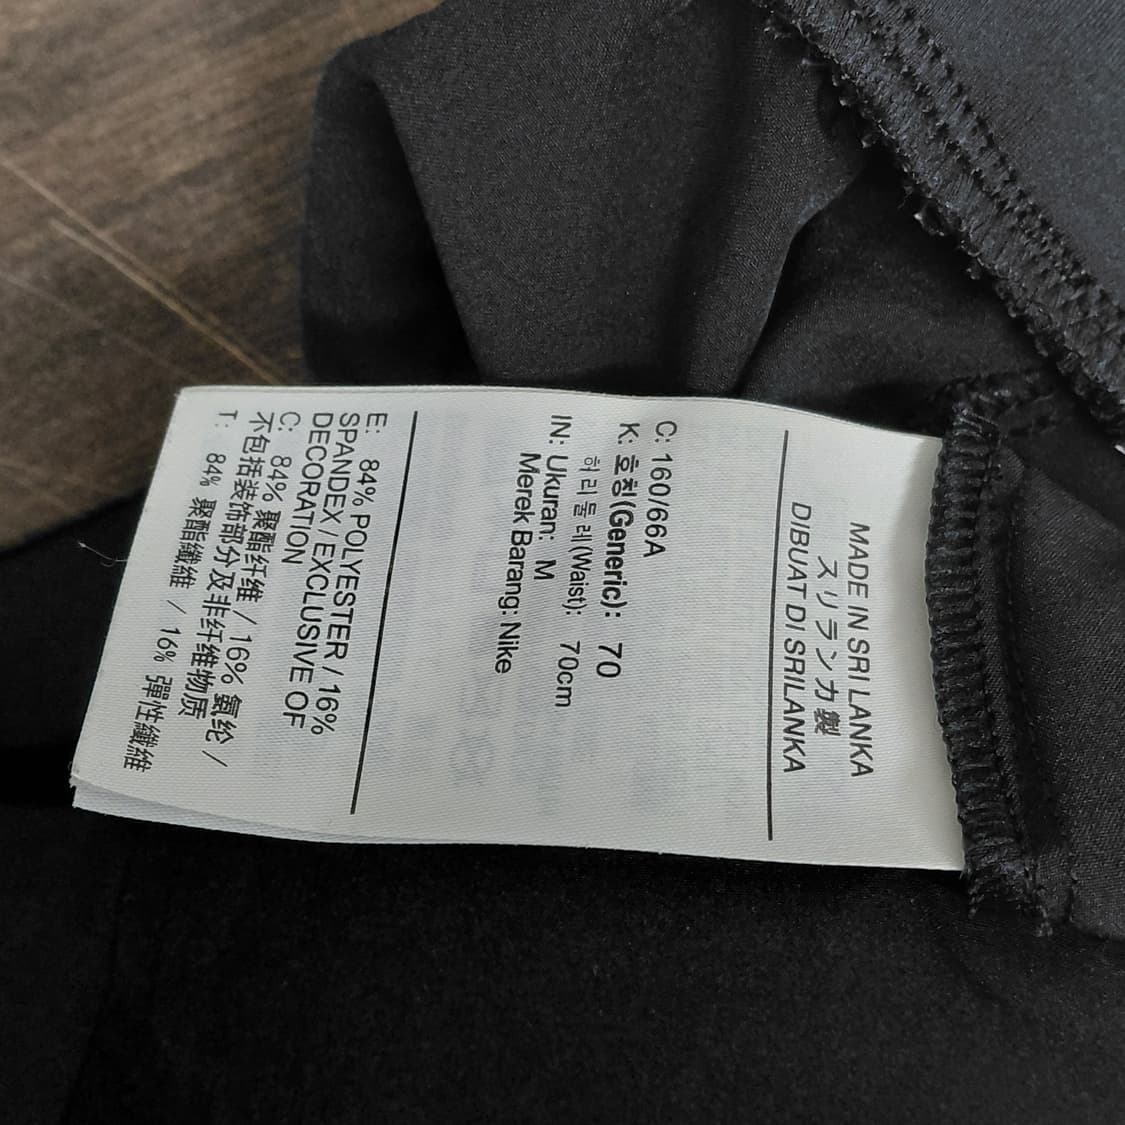 MADE IN SRI LANKA
スリランカ製
DIBUAT DI SRILANKA
C: 160/66A
K: 호칭(Generic): 70
허리둘레(Waist): 70cm
IN: Ukuran: M
Merek Barang: Nike
E: 84% POLYESTER / 16%
SPANDEX / EXCLUSIVE OF
DECORATION
C: 84% 聚酯纤维 / 16% 氨纶 /
不包括装饰部分及非纤维物质
T: 84% 聚酯纖維 / 16% 彈性纖維